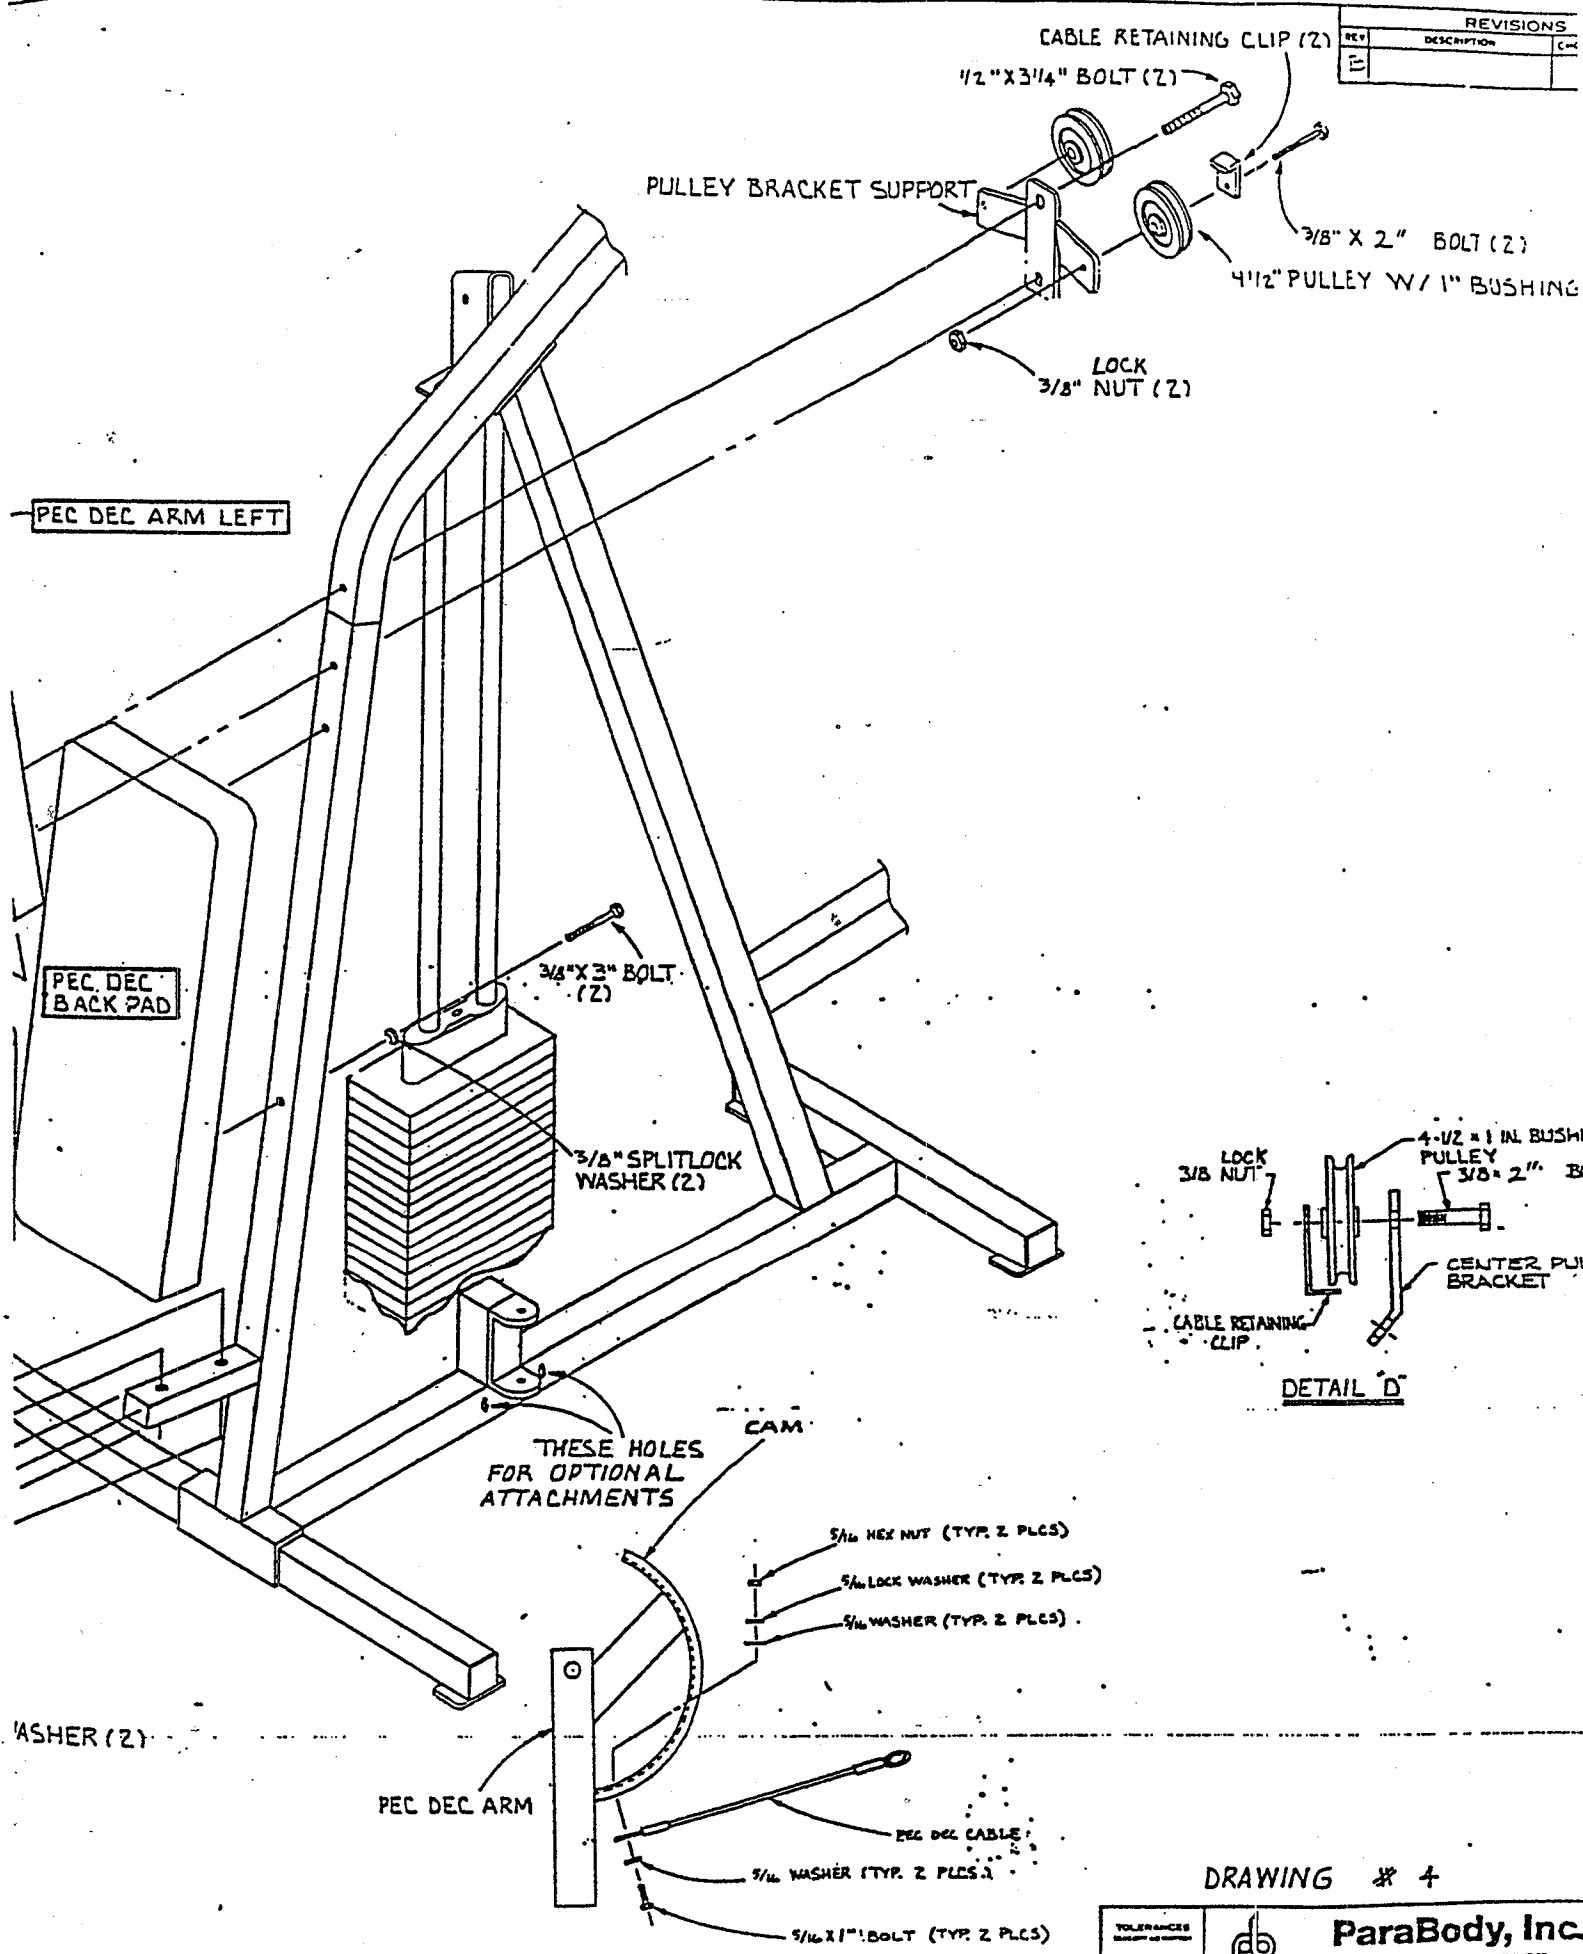 REVISIONS
REV DESCRIPTION
CABLE RETAINING CLIP (2)
1/2" X 3 1/4" BOLT (2)
PULLEY BRACKET SUPPORT
3/8" X 2" BOLT (2)
4 1/2" PULLEY W/ 1" BUSHING
LOCK
3/8" NUT (2)
PEC DEC ARM LEFT
PEC DEC
BACK PAD
3/8" X 3" BOLT
(2)
3/8" SPLITLOCK
WASHER (2)
4-1/2 x 1 IN. BUSHI
PULLEY
LOCK
3/8 NUT
3/8 x 2"
CENTER PU
BRACKET
CABLE RETAINING
CLIP
DETAIL "D"
THESE HOLES
FOR OPTIONAL
ATTACHMENTS
CAM
5/16 HEX NUT (TYP. 2 PLCS)
5/16 LOCK WASHER (TYP. 2 PLCS)
5/16 WASHER (TYP. 2 PLCS)
ASHER (2)
PEC DEC ARM
PEC DEC CABLE
5/16 WASHER (TYP. 2 PLCS.)
5/16 X 1" BOLT (TYP. 2 PLCS)
DRAWING # 4
TOLERANCES
ParaBody, Inc.